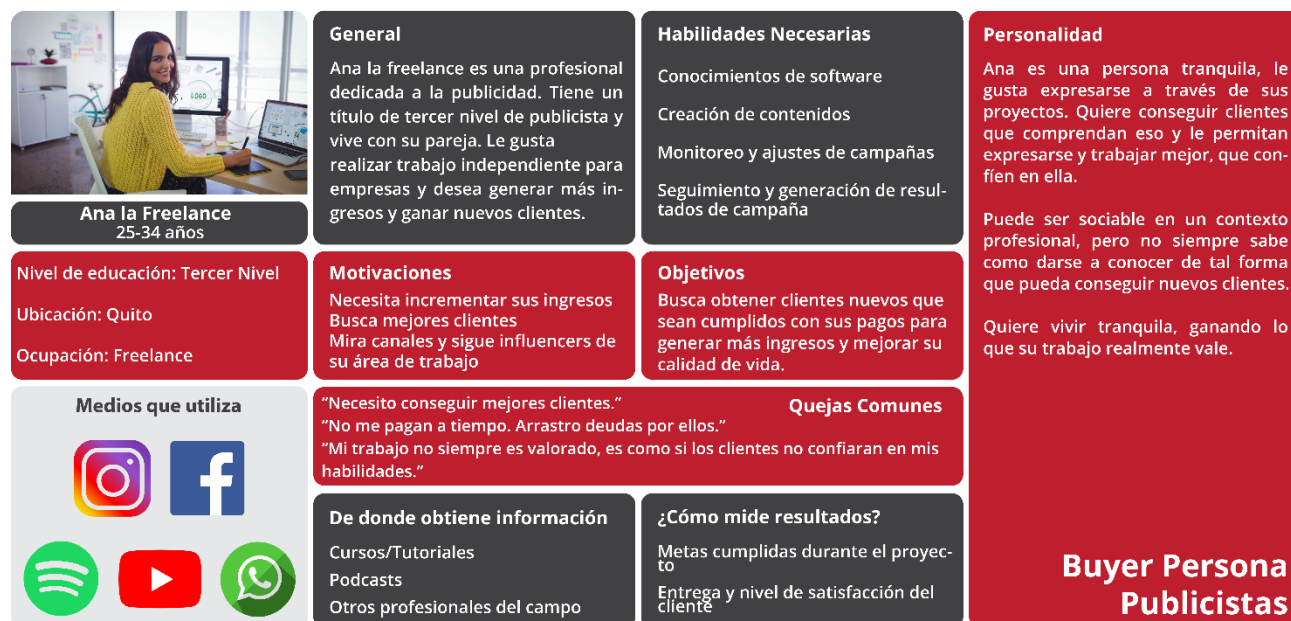 LOGO
Ana la Freelance
25-34 años
Nivel de educación: Tercer Nivel
Ubicación: Quito
Ocupación: Freelance
Medios que utiliza
General
Ana la freelance es una profesional
dedicada a la publicidad. Tiene un
título de tercer nivel de publicista y
vive con su pareja. Le gusta
realizar trabajo independiente para
empresas y desea generar más in-
gresos y ganar nuevos clientes.
Habilidades Necesarias
Conocimientos de software
Creación de contenidos
Monitoreo y ajustes de campañas
Seguimiento y generación de resul-
tados de campaña
Motivaciones
Necesita incrementar sus ingresos
Busca mejores clientes
Mira canales y sigue influencers de
su área de trabajo
Objetivos
Busca obtener clientes nuevos que
sean cumplidos con sus pagos para
generar más ingresos y mejorar su
calidad de vida.
Quejas Comunes
“Necesito conseguir mejores clientes.”
“No me pagan a tiempo. Arrastro deudas por ellos.”
“Mi trabajo no siempre es valorado, es como si los clientes no confiaran en mis
habilidades.”
De donde obtiene información
Cursos/Tutoriales
Podcasts
Otros profesionales del campo
¿Cómo mide resultados?
Metas cumplidas durante el proyec-
to
Entrega y nivel de satisfacción del
cliente
Personalidad
Ana es una persona tranquila, le
gusta expresarse a través de sus
proyectos. Quiere conseguir clientes
que comprendan eso y le permitan
expresarse y trabajar mejor, que con-
fíen en ella.
Puede ser sociable en un contexto
profesional, pero no siempre sabe
como darse a conocer de tal forma
que pueda conseguir nuevos clientes.
Quiere vivir tranquila, ganando lo
que su trabajo realmente vale.
Buyer Persona
Publicistas